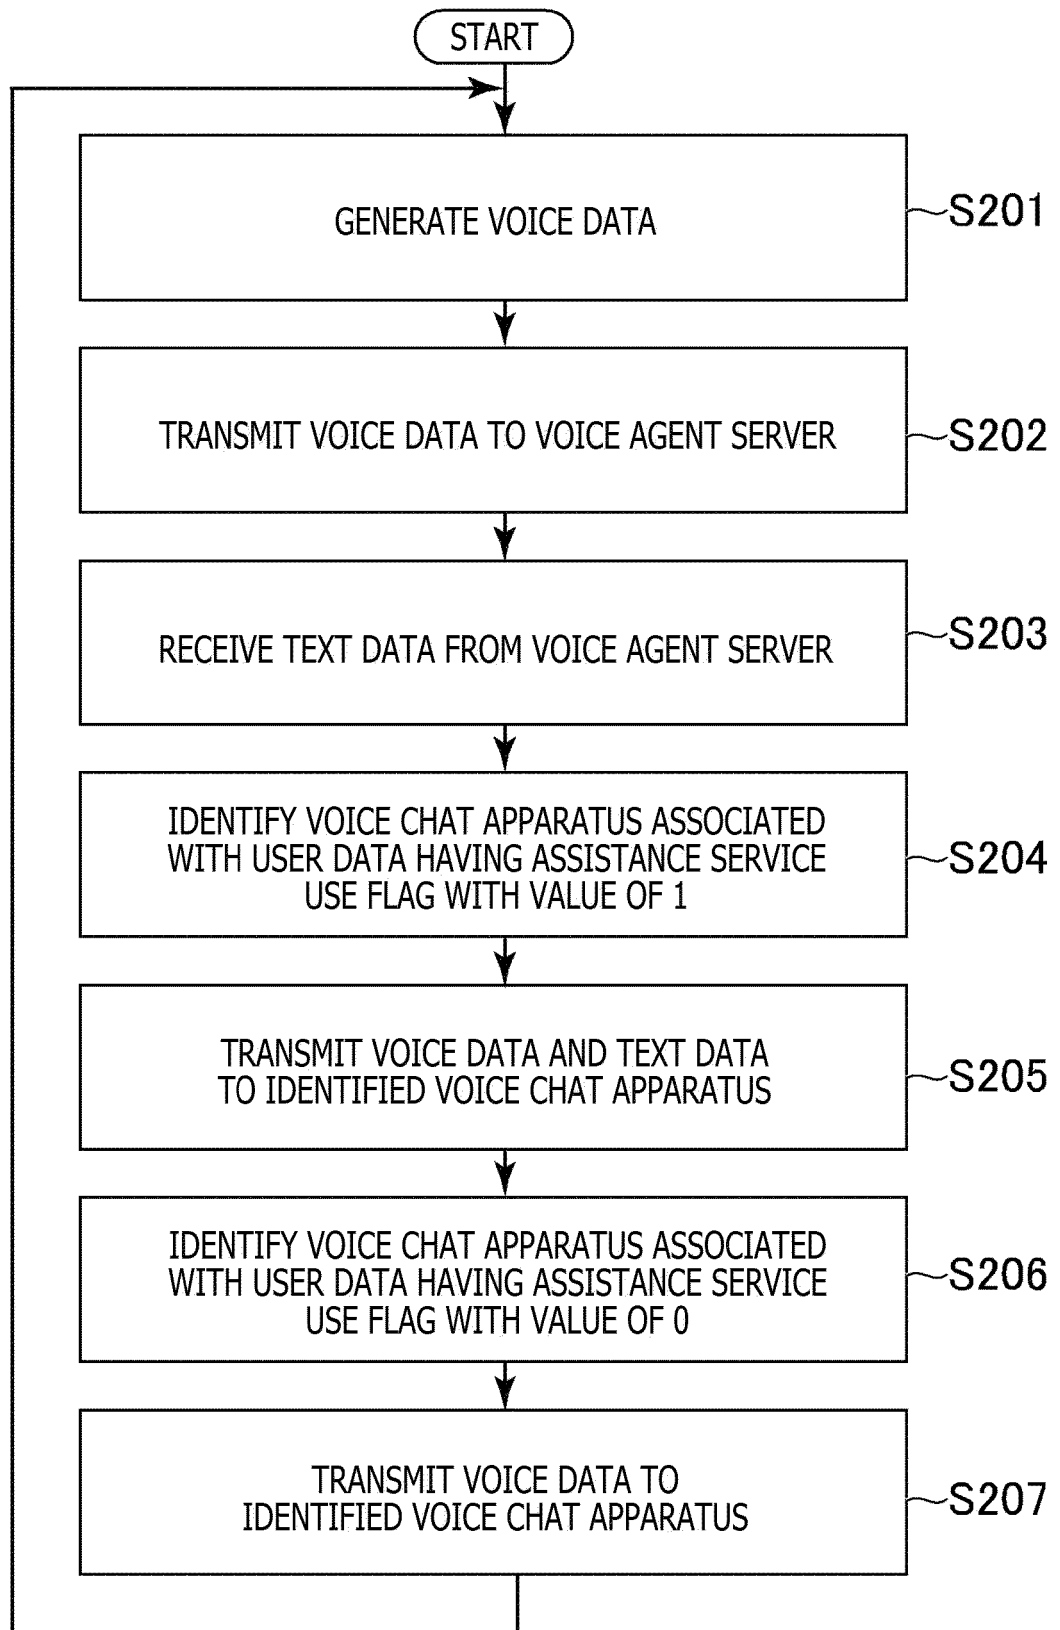 START
GENERATE VOICE DATA
S201
TRANSMIT VOICE DATA TO VOICE AGENT SERVER
S202
RECEIVE TEXT DATA FROM VOICE AGENT SERVER
S203
IDENTIFY VOICE CHAT APPARATUS ASSOCIATED
WITH USER DATA HAVING ASSISTANCE SERVICE
USE FLAG WITH VALUE OF 1
S204
TRANSMIT VOICE DATA AND TEXT DATA
TO IDENTIFIED VOICE CHAT APPARATUS
S205
IDENTIFY VOICE CHAT APPARATUS ASSOCIATED
WITH USER DATA HAVING ASSISTANCE SERVICE
USE FLAG WITH VALUE OF 0
S206
TRANSMIT VOICE DATA TO
IDENTIFIED VOICE CHAT APPARATUS
S207